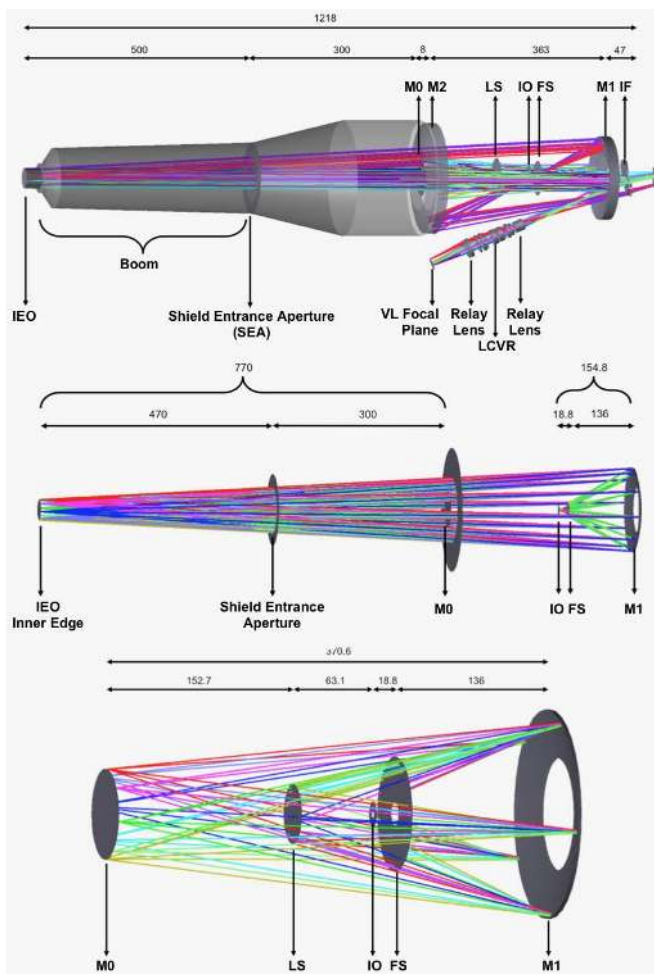 1218
500 300 8 363 47
M0 M2 LS IO FS M1 IF
Boom
IEO Shield Entrance Aperture (SEA) VL Focal Plane Relay Lens LCVR Relay Lens
770 154.8
470 300 18.8 136
IEO Inner Edge Shield Entrance Aperture M0 IO FS M1
370.6
152.7 63.1 18.8 136
M0 LS IO FS M1